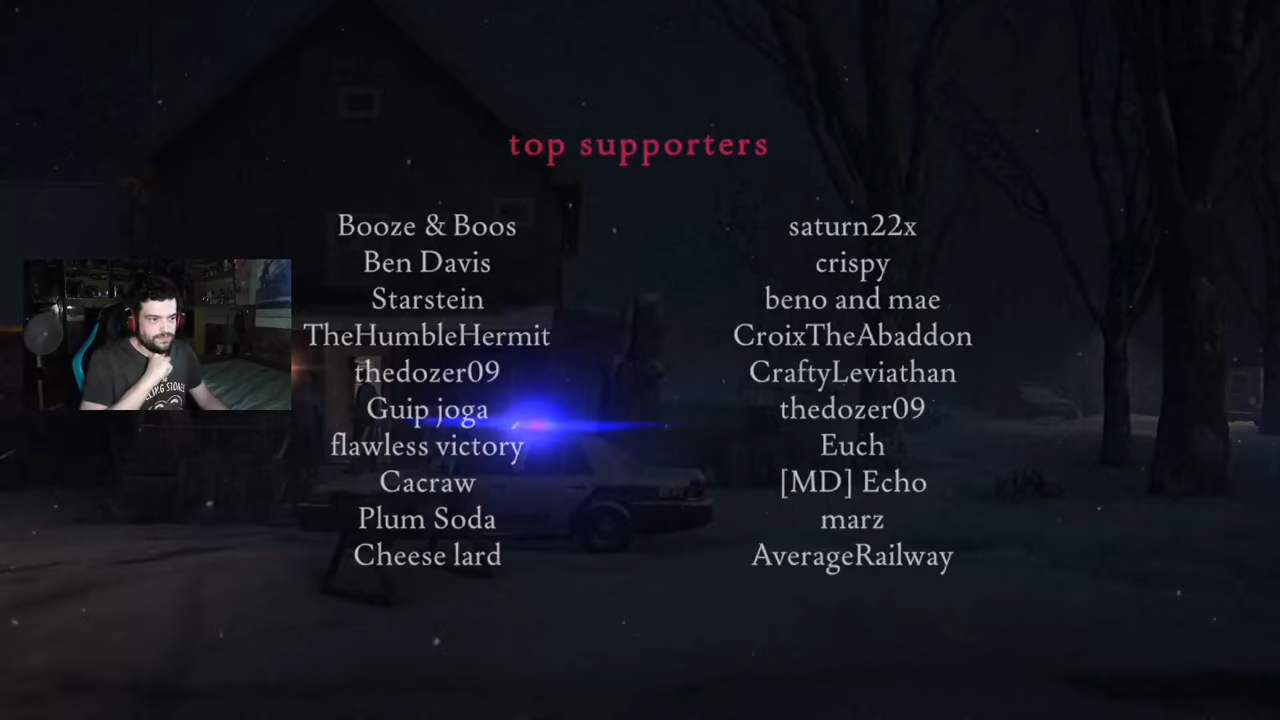 top supporters
Booze & Boos
Ben Davis
Starstein
TheHumbleHermit
thedozer09
Guip joga
flawless victory
Cacraw
Plum Soda
Cheese lard
saturn22x
crispy
beno and mae
CroixTheAbaddon
CraftyLeviathan
thedozer09
Euch
[MD] Echo
marz
AverageRailway